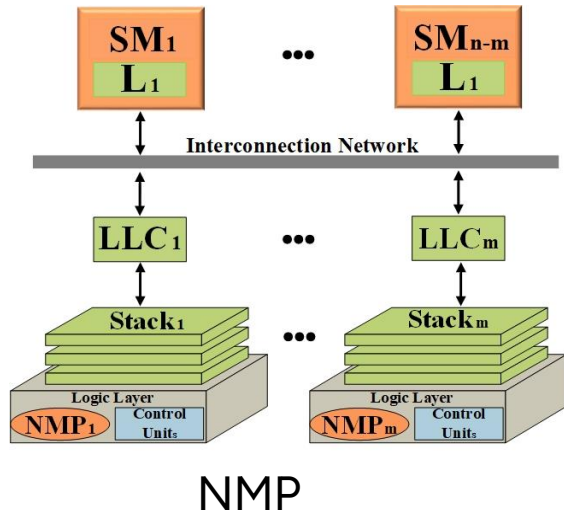 SM1 ••• SMn-m
L1 L1
Interconnection Network
LLC1 ••• LLCm
Stack1 ••• Stackm
Logic Layer Logic Layer
NMP1 Control Units NMPm Control Units
NMP